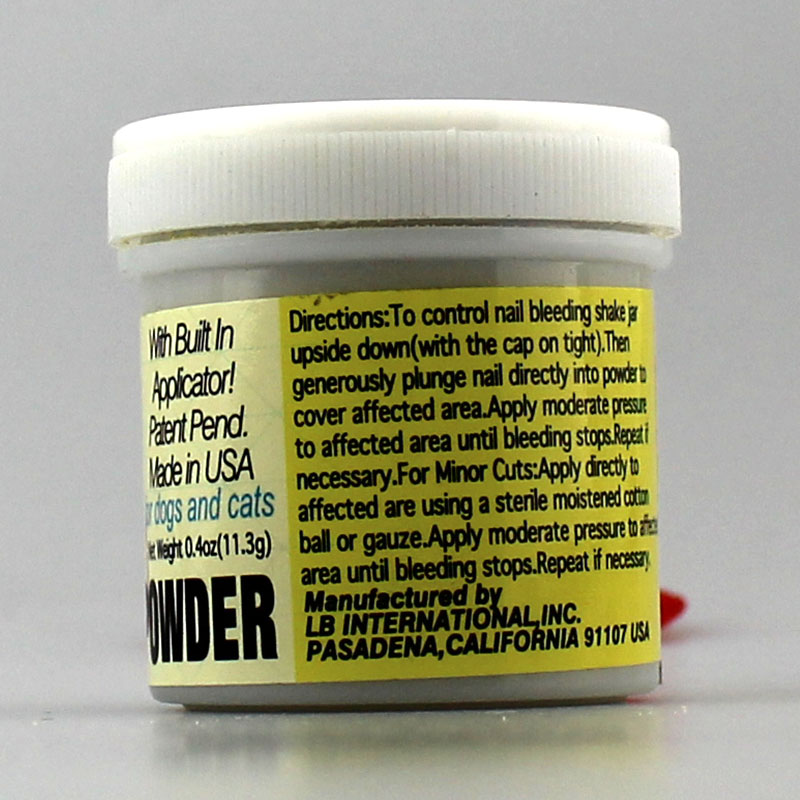 With Built In
Applicator!
Patent Pend.
Made in USA
dogs and cats
Net Weight 0.4oz(11.3g)
POWDER
Directions:To control nail bleeding shake jar
upside down(with the cap on tight).Then
generously plunge nail directly into powder to
cover affected area.Apply moderate pressure
to affected area until bleeding stops.Repeat if
necessary.For Minor Cuts:Apply directly to
affected are using a sterile moistened cotton
ball or gauze.Apply moderate pressure to affected
area until bleeding stops.Repeat if necessary.
Manufactured by
LB INTERNATIONAL,INC.
PASADENA,CALIFORNIA 91107 USA